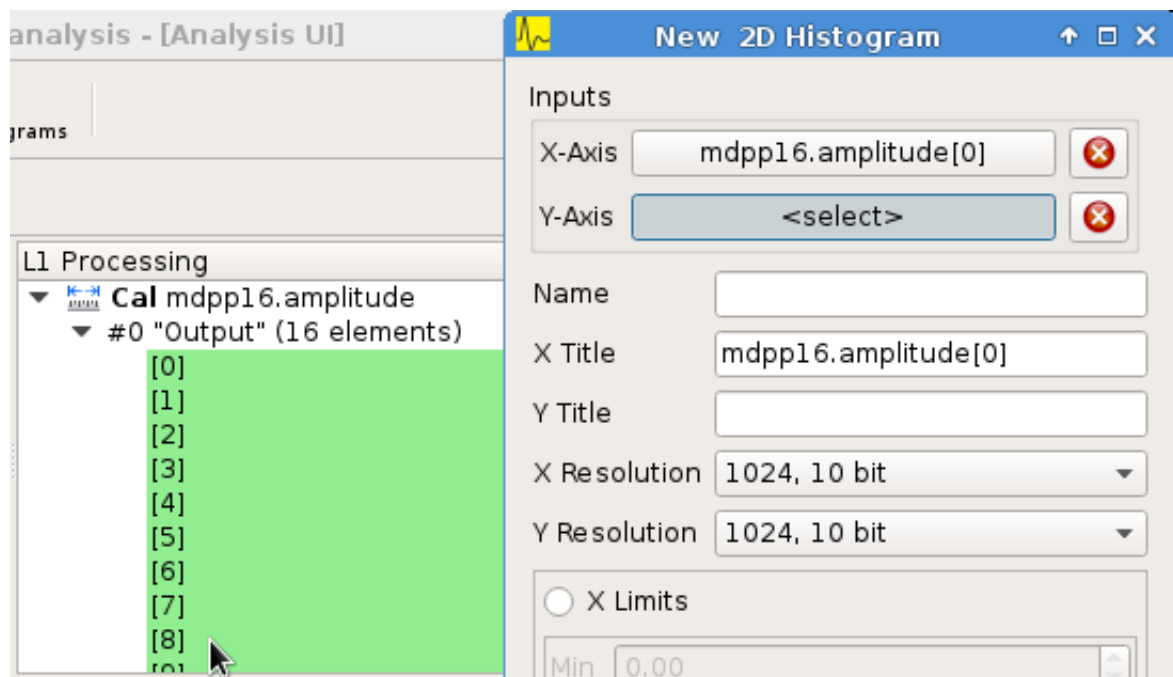 analysis - [Analysis UI]
grams
L1 Processing
Cal mdpp16.amplitude
#0 "Output" (16 elements)
[0]
[1]
[2]
[3]
[4]
[5]
[6]
[7]
[8]
[9]
New 2D Histogram
Inputs
X-Axis mdpp16.amplitude[0]
Y-Axis <select>
Name
X Title mdpp16.amplitude[0]
Y Title
X Resolution 1024, 10 bit
Y Resolution 1024, 10 bit
X Limits
Min 0.00